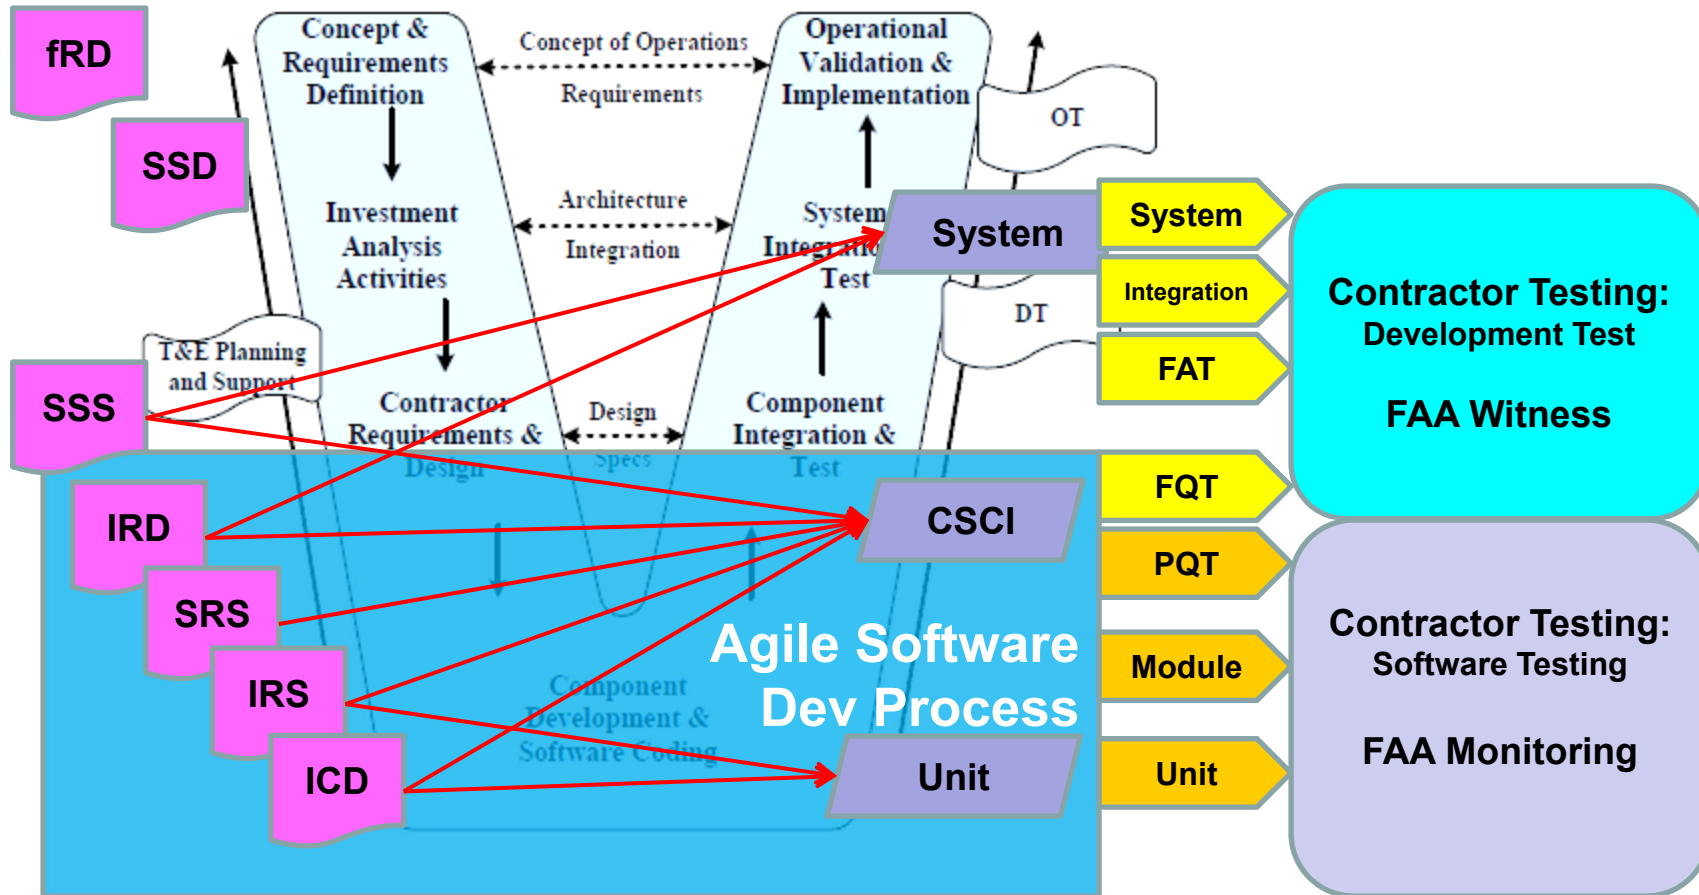 fRD
SSD
SSS
IRD
SRS
IRS
ICD
T&E Planning
and Support
Concept &
Requirements
Definition
Investment
Analysis
Activities
Contractor
Requirements &
Design
Concept of Operations
Requirements
Architecture
Integration
Design
Specs
Operational
Validation &
Implementation
System
Integration
Test
Component
Integration &
Test
Component
Development &
Software Coding
OT
DT
System
CSCI
Unit
Agile Software
Dev Process
System
Integration
FAT
FQT
PQT
Module
Unit
Contractor Testing:
Development Test
FAA Witness
Contractor Testing:
Software Testing
FAA Monitoring